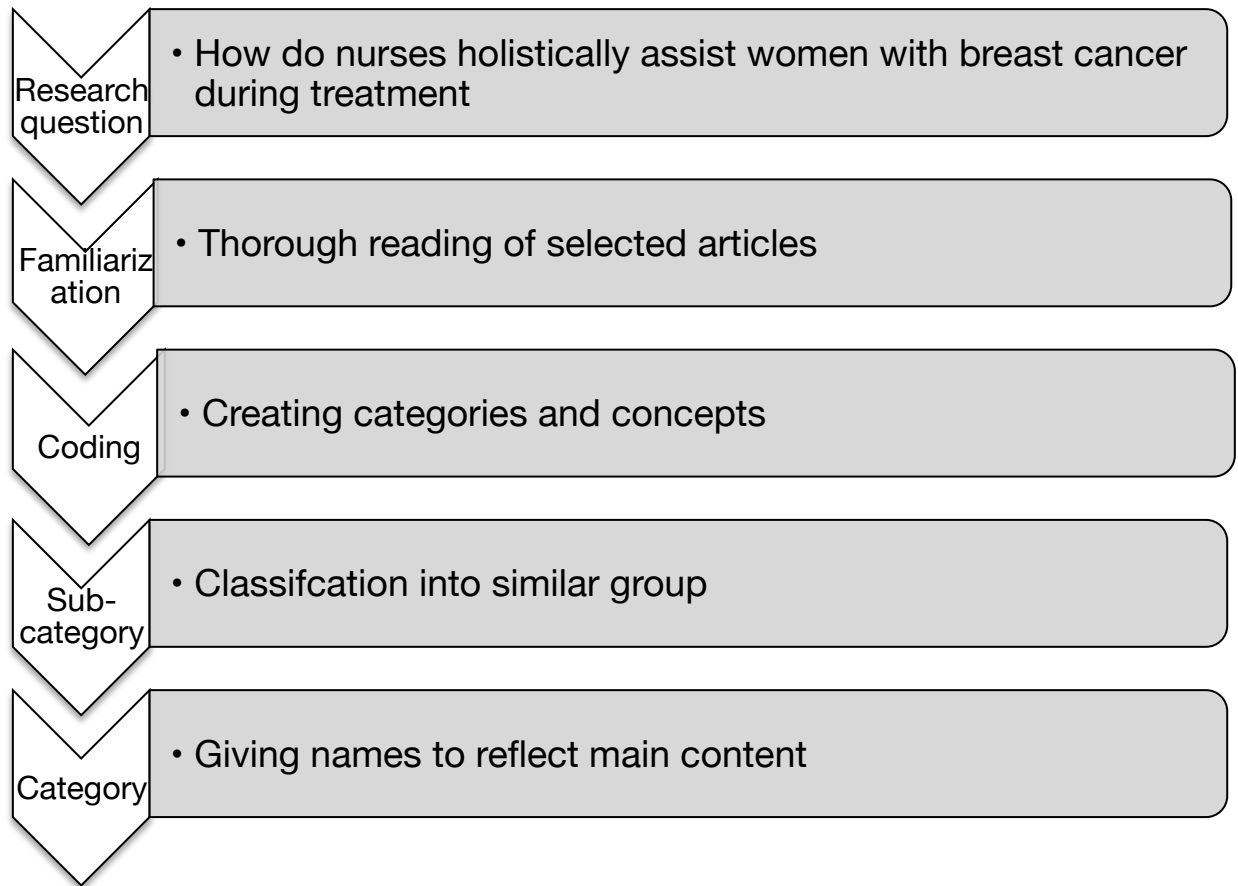 Research
question
• How do nurses holistically assist women with breast cancer
during treatment
Familiariz
ation
• Thorough reading of selected articles
Coding
• Creating categories and concepts
Sub-
category
• Classifcation into similar group
Category
• Giving names to reflect main content